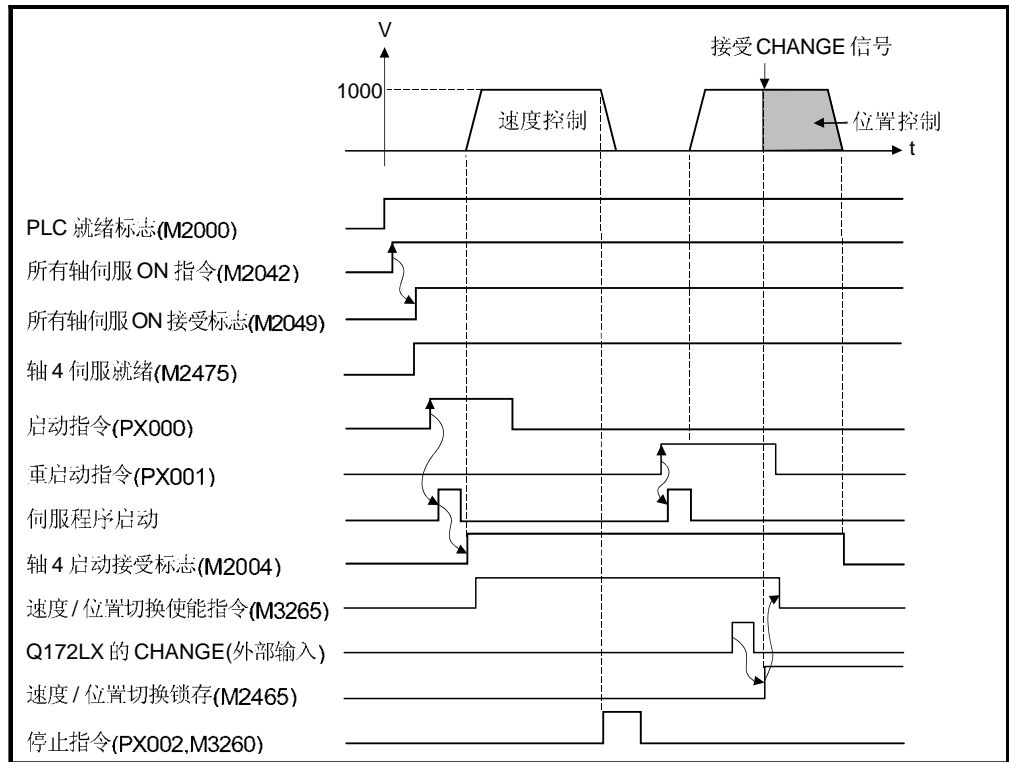 V
接受 CHANGE 信号
1000
速度控制
位置控制
t
PLC 就绪标志(M2000)
所有轴伺服 ON 指令(M2042)
所有轴伺服 ON 接受标志(M2049)
轴 4 伺服就绪(M2475)
启动指令(PX000)
重启动指令(PX001)
伺服程序启动
轴 4 启动接受标志(M2004)
速度 / 位置切换使能指令(M3265)
Q172LX 的 CHANGE(外部输入)
速度 / 位置切换锁存(M2465)
停止指令(PX002,M3260)